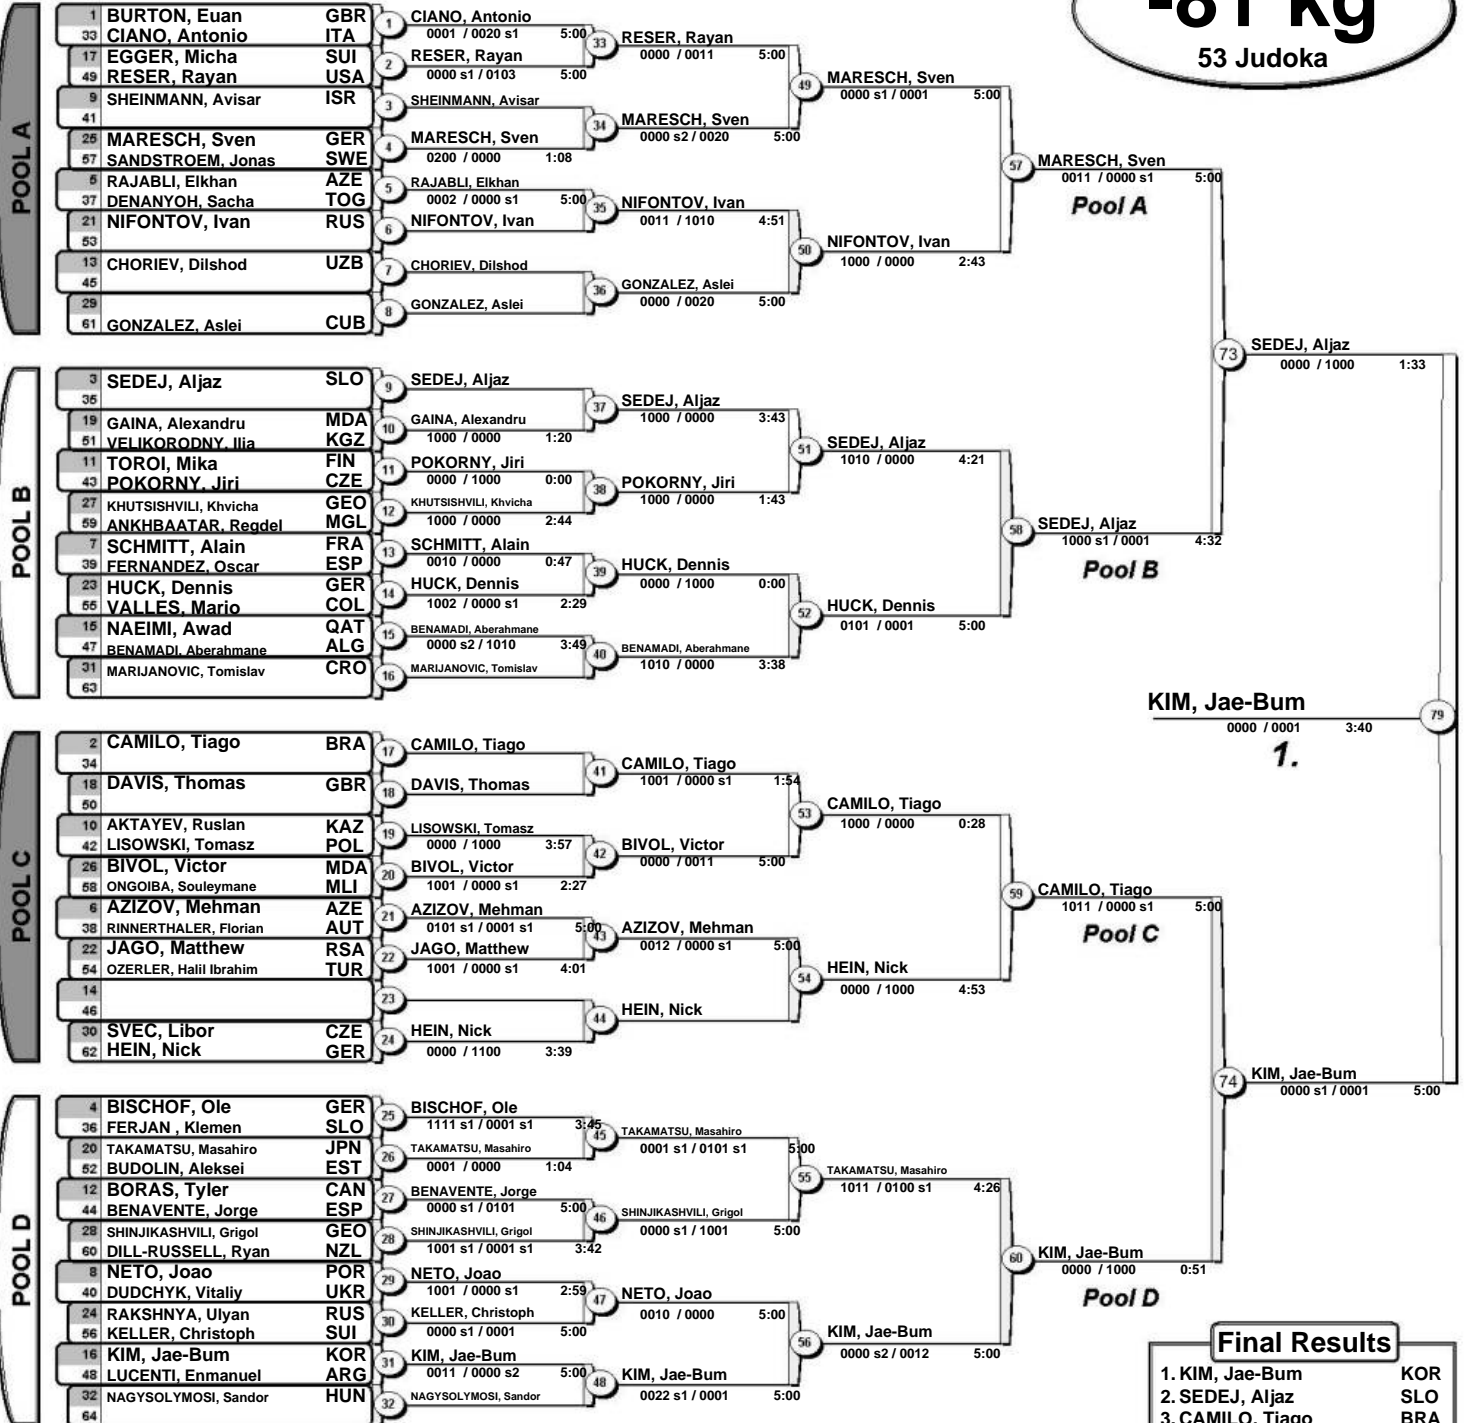 -81 kg
53 Judoka
POOL A
1 BURTON, Euan GBR
33 CIANO, Antonio ITA
17 EGGER, Micha SUI
49 RESER, Rayan USA
9 SHEINMANN, Avisar ISR
41
25 MARESCH, Sven GER
57 SANDSTROEM, Jonas SWE
5 RAJABLI, Elkhan AZE
37 DENANYOH, Sacha TOG
21 NIFONTOV, Ivan RUS
53
13 CHORIEV, Dilshod UZB
45
29
61 GONZALEZ, Aslei CUB
1 CIANO, Antonio
0001 / 0020 s1 5:00
2 RESER, Rayan
0000 s1 / 0103 5:00
3 SHEINMANN, Avisar
4 MARESCH, Sven
0200 / 0000 1:08
5 RAJABLI, Elkhan
0002 / 0000 s1 5:00
6 NIFONTOV, Ivan
7 CHORIEV, Dilshod
8 GONZALEZ, Aslei
33 RESER, Rayan
0000 / 0011 5:00
34 MARESCH, Sven
0000 s2 / 0020 5:00
35 NIFONTOV, Ivan
0011 / 1010 4:51
36 GONZALEZ, Aslei
0000 / 0020 5:00
49 MARESCH, Sven
0000 s1 / 0001 5:00
50 NIFONTOV, Ivan
1000 / 0000 2:43
57 MARESCH, Sven
0011 / 0000 s1 5:00
Pool A
POOL B
3 SEDEJ, Aljaz SLO
35
19 GAINA, Alexandru MDA
51 VELIKORODNY, Ilia KGZ
11 TOROI, Mika FIN
43 POKORNY, Jiri CZE
27 KHUTSISHVILI, Khvicha GEO
59 ANKHBAATAR, Regdel MGL
7 SCHMITT, Alain FRA
39 FERNANDEZ, Oscar ESP
23 HUCK, Dennis GER
55 VALLES, Mario COL
15 NAEIMI, Awad QAT
47 BENAMADI, Aberahmane ALG
31 MARIJANOVIC, Tomislav CRO
63
9 SEDEJ, Aljaz
10 GAINA, Alexandru
1000 / 0000 1:20
11 POKORNY, Jiri
0000 / 1000 0:00
12 KHUTSISHVILI, Khvicha
1000 / 0000 2:44
13 SCHMITT, Alain
0010 / 0000 0:47
14 HUCK, Dennis
1002 / 0000 s1 2:29
15 BENAMADI, Aberahmane
0000 s2 / 1010 3:49
16 MARIJANOVIC, Tomislav
37 SEDEJ, Aljaz
1000 / 0000 3:43
38 POKORNY, Jiri
1000 / 0000 1:43
39 HUCK, Dennis
0000 / 1000 0:00
40 BENAMADI, Aberahmane
1010 / 0000 3:38
51 SEDEJ, Aljaz
1010 / 0000 4:21
52 HUCK, Dennis
0101 / 0001 5:00
58 SEDEJ, Aljaz
1000 s1 / 0001 4:32
Pool B
73 SEDEJ, Aljaz
0000 / 1000 1:33
KIM, Jae-Bum 79
0000 / 0001 3:40
1.
POOL C
2 CAMILO, Tiago BRA
34
18 DAVIS, Thomas GBR
50
10 AKTAYEV, Ruslan KAZ
42 LISOWSKI, Tomasz POL
26 BIVOL, Victor MDA
58 ONGOIBA, Souleymane MLI
6 AZIZOV, Mehman AZE
38 RINNERTHALER, Florian AUT
22 JAGO, Matthew RSA
54 OZERLER, Halil Ibrahim TUR
14
46
30 SVEC, Libor CZE
62 HEIN, Nick GER
17 CAMILO, Tiago
18 DAVIS, Thomas
19 LISOWSKI, Tomasz
0000 / 1000 3:57
20 BIVOL, Victor
1001 / 0000 s1 2:27
21 AZIZOV, Mehman
0101 s1 / 0001 s1 5:00
22 JAGO, Matthew
1001 / 0000 s1 4:01
23
24 HEIN, Nick
0000 / 1100 3:39
41 CAMILO, Tiago
1001 / 0000 s1 1:54
42 BIVOL, Victor
0000 / 0011 5:00
43 AZIZOV, Mehman
0012 / 0000 s1 5:00
44 HEIN, Nick
53 CAMILO, Tiago
1000 / 0000 0:28
54 HEIN, Nick
0000 / 1000 4:53
59 CAMILO, Tiago
1011 / 0000 s1 5:00
Pool C
POOL D
4 BISCHOF, Ole GER
36 FERJAN , Klemen SLO
20 TAKAMATSU, Masahiro JPN
52 BUDOLIN, Aleksei EST
12 BORAS, Tyler CAN
44 BENAVENTE, Jorge ESP
28 SHINJIKASHVILI, Grigol GEO
60 DILL-RUSSELL, Ryan NZL
8 NETO, Joao POR
40 DUDCHYK, Vitaliy UKR
24 RAKSHNYA, Ulyan RUS
56 KELLER, Christoph SUI
16 KIM, Jae-Bum KOR
48 LUCENTI, Enmanuel ARG
32 NAGYSOLYMOSI, Sandor HUN
64
25 BISCHOF, Ole
1111 s1 / 0001 s1 3:45
26 TAKAMATSU, Masahiro
0001 / 0000 1:04
27 BENAVENTE, Jorge
0000 s1 / 0101 5:00
28 SHINJIKASHVILI, Grigol
1001 s1 / 0001 s1 3:42
29 NETO, Joao
1001 / 0000 s1 2:59
30 KELLER, Christoph
0000 s1 / 0001 5:00
31 KIM, Jae-Bum
0011 / 0000 s2 5:00
32 NAGYSOLYMOSI, Sandor
45 TAKAMATSU, Masahiro
0001 s1 / 0101 s1 5:00
46 SHINJIKASHVILI, Grigol
0000 s1 / 1001 5:00
47 NETO, Joao
0010 / 0000 5:00
48 KIM, Jae-Bum
0022 s1 / 0001 5:00
55 TAKAMATSU, Masahiro
1011 / 0100 s1 4:26
56 KIM, Jae-Bum
0000 s2 / 0012 5:00
60 KIM, Jae-Bum
0000 / 1000 0:51
Pool D
74 KIM, Jae-Bum
0000 s1 / 0001 5:00
Final Results
1. KIM, Jae-Bum KOR
2. SEDEJ, Aljaz SLO
3. CAMILO, Tiago BRA